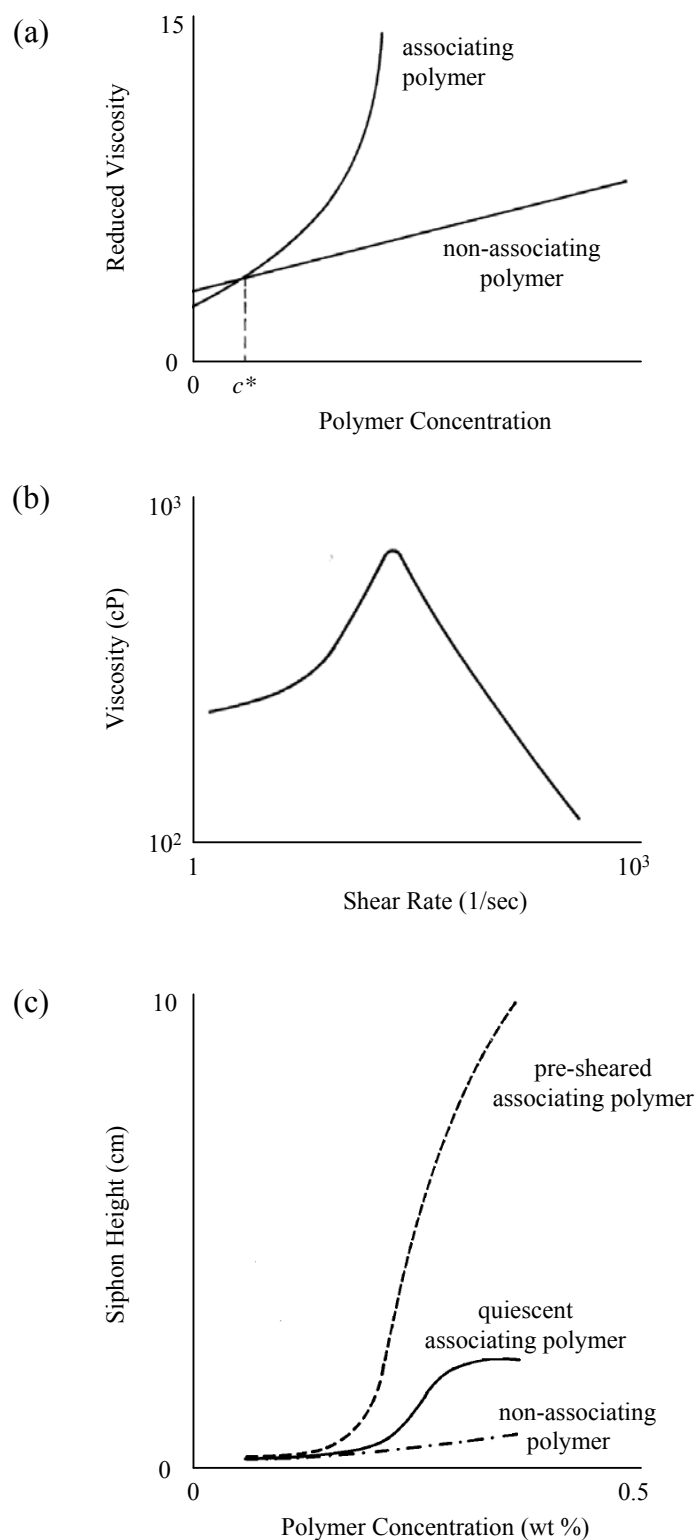 (a)
15
associating
polymer
Reduced Viscosity
non-associating
polymer
0
0
c*
Polymer Concentration
(b)
10³
Viscosity (cP)
10²
1
10³
Shear Rate (1/sec)
(c)
10
pre-sheared
associating polymer
Siphon Height (cm)
quiescent
associating polymer
non-associating
polymer
0
0
0.5
Polymer Concentration (wt %)